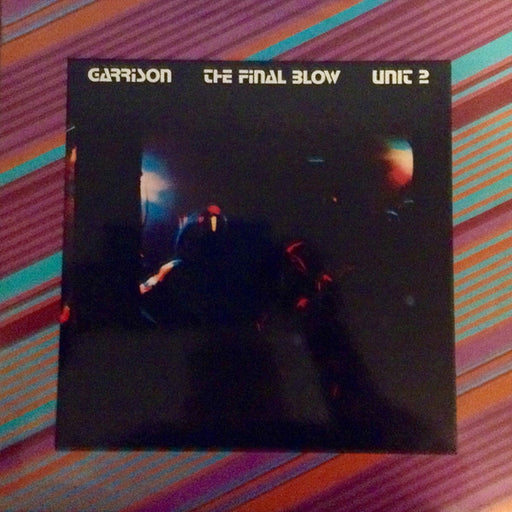 GARRISON THE FINAL BLOW UNIT 2